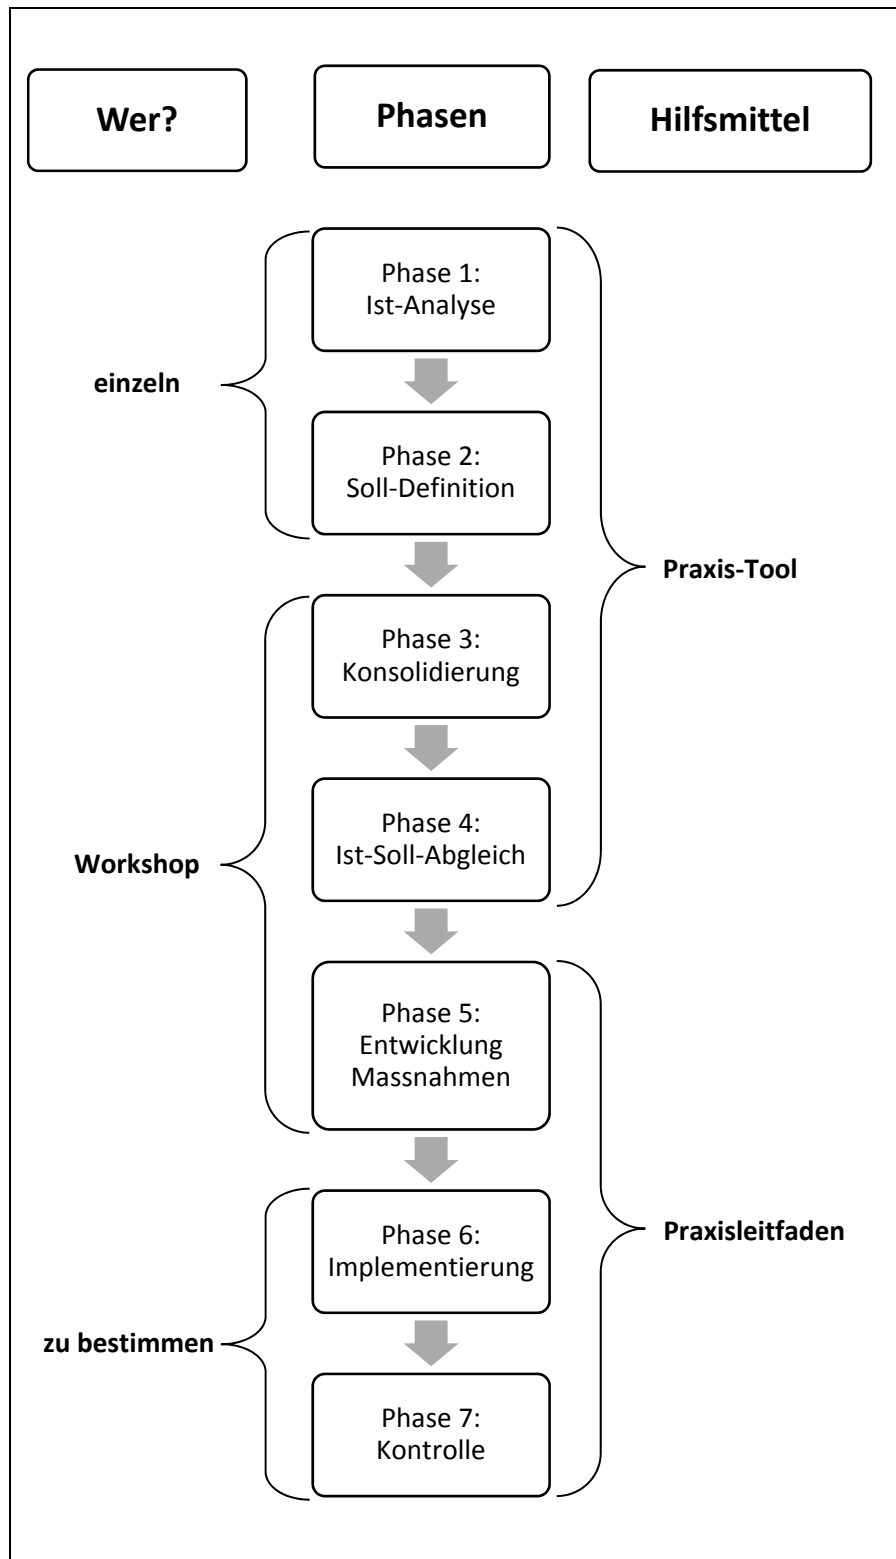 Wer?
Phasen
Hilfsmittel
Phase 1:
Ist-Analyse
einzeln
Phase 2:
Soll-Definition
Praxis-Tool
Phase 3:
Konsolidierung
Phase 4:
Ist-Soll-Abgleich
Workshop
Phase 5:
Entwicklung
Massnahmen
Phase 6:
Implementierung
Praxisleitfaden
zu bestimmen
Phase 7:
Kontrolle